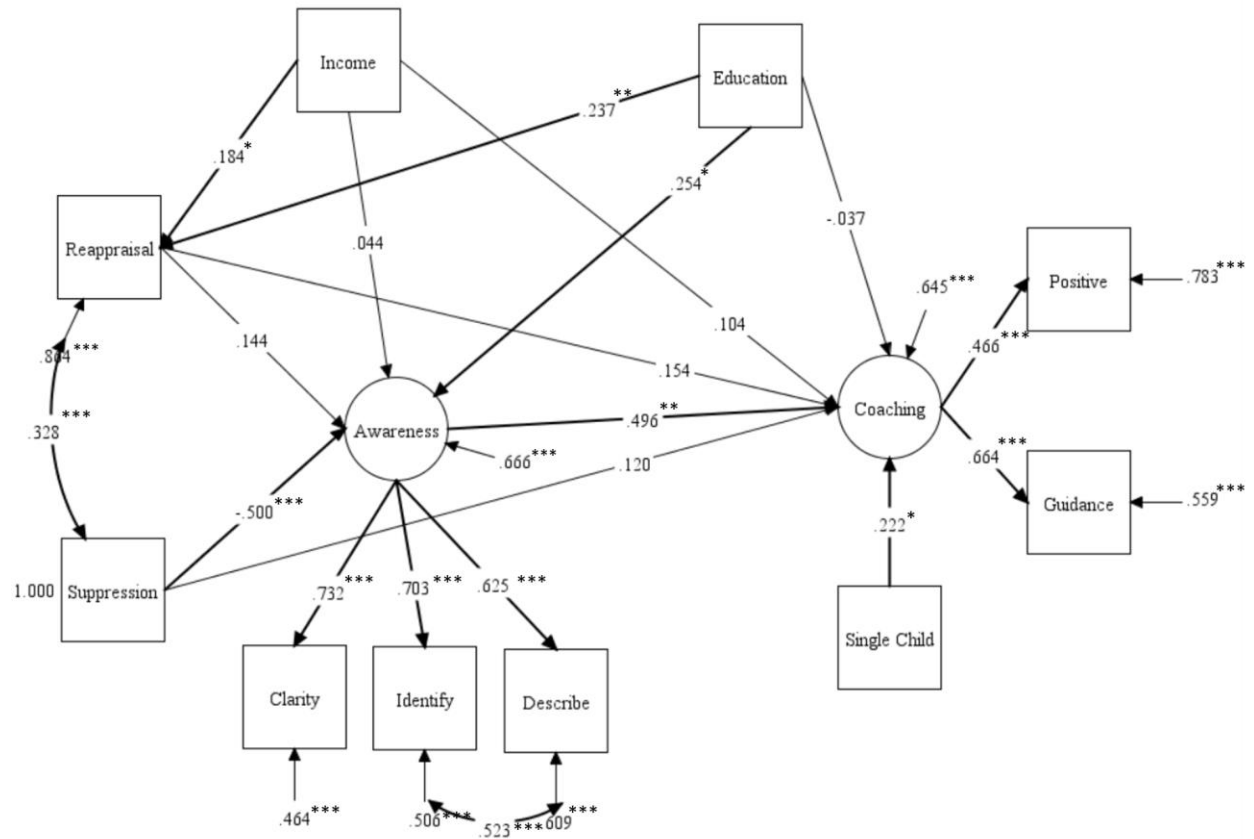 Income
Education
.237**
.184*
.254*
-.037
Reappraisal
.044
Positive
.783***
.645***
.104
.466***
.144
.864***
.154
Coaching
.328***
Awareness
.496**
.666***
.120
.664***
-.500***
Guidance
.559***
.222*
1.000
Suppression
.732***
.703***
.625***
Single Child
Clarity
Identify
Describe
.464***
.506***
.523***
.609***